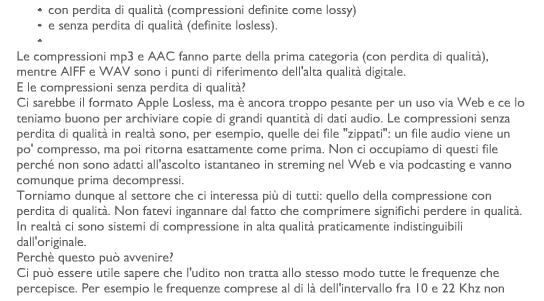 con perdita di qualità (compressioni definite come lossy)
e senza perdita di qualità (definite losless).
Le compressioni mp3 e AAC fanno parte della prima categoria (con perdita di qualità),
mentre AIFF e WAV sono i punti di riferimento dell'alta qualità digitale.
E le compressioni senza perdita di qualità?
Ci sarebbe il formato Apple Losless, ma è ancora troppo pesante per un uso via Web e ce lo
teniamo buono per archiviare copie di grandi quantità di dati audio. Le compressioni senza
perdita di qualità in realtà sono, per esempio, quelle dei file "zippati": un file audio viene un
po' compresso, ma poi ritorna esattamente come prima. Non ci occupiamo di questi file
perché non sono adatti all'ascolto istantaneo in streming nel Web e via podcasting e vanno
comunque prima decompressi.
Torniamo dunque al settore che ci interessa più di tutti: quello della compressione con
perdita di qualità. Non fatevi ingannare dal fatto che comprimere significhi perdere in qualità.
In realtà ci sono sistemi di compressione in alta qualità praticamente indistinguibili
dall'originale.
Perchè questo può avvenire?
Ci può essere utile sapere che l'udito non tratta allo stesso modo tutte le frequenze che
percepisce. Per esempio le frequenze comprese al di là dell'intervallo fra 10 e 22 Khz non